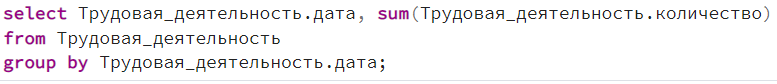 select Трудовая_деятельность.дата, sum(Трудовая_деятельность.количество)
from Трудовая_деятельность
group by Трудовая_деятельность.дата;